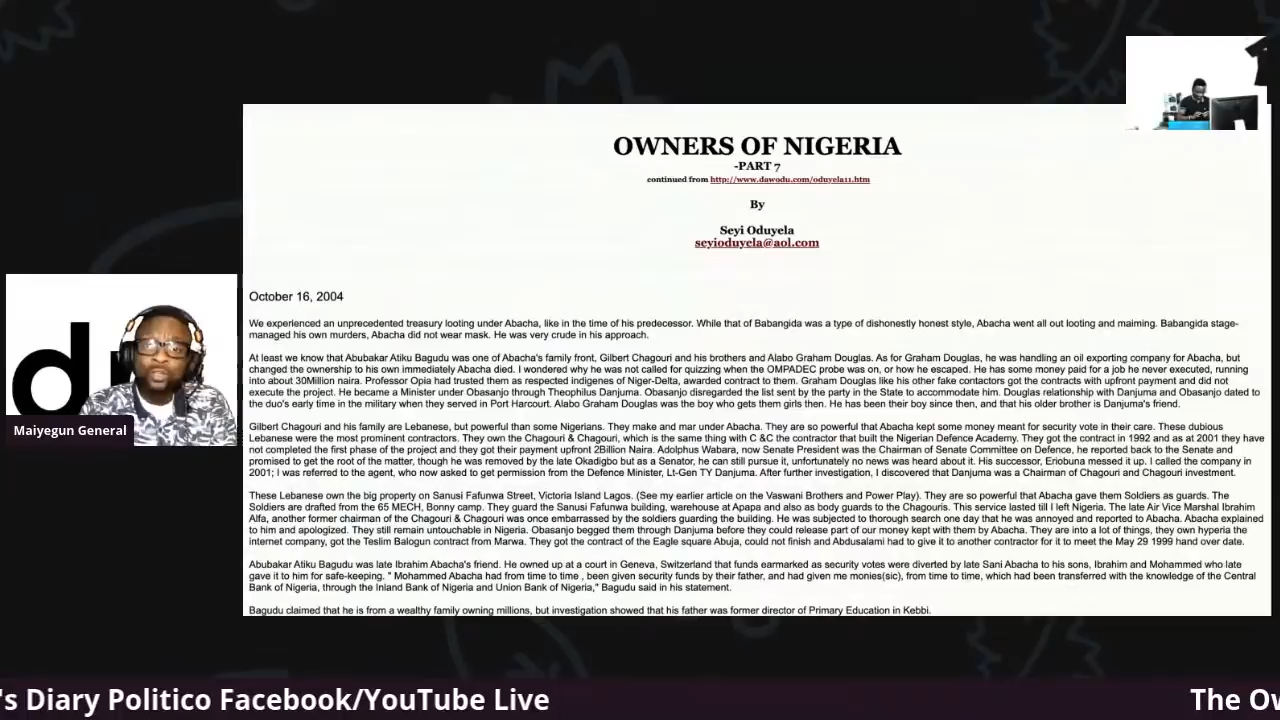 OWNERS OF NIGERIA
-PART 7
continued from http://www.dawodu.com/oduyela11.htm
By
Seyi Oduyela
seyioduyela@aol.com
October 16, 2004
We experienced an unprecedented treasury looting under Abacha, like in the time of his predecessor. While that of Babangida was a type of dishonestly honest style, Abacha went all out looting and maiming. Babangida stage-
managed his own murders, Abacha did not wear mask. He was very crude in his approach.
At least we know that Abubakar Atiku Bagudu was one of Abacha's family front, Gilbert Chagouri and his brothers and Alabo Graham Douglas. As for Graham Douglas, he was handling an oil exporting company for Abacha, but
changed the ownership to his own immediately Abacha died. I wondered why he was not called for quizzing when the OMPADEC probe was on, or how he escaped. He has some money paid for a job he never executed, running
into about 30Million naira. Professor Opia had trusted them as respected indigenes of Niger-Delta, awarded contract to them. Graham Douglas like his other fake contactors got the contracts with upfront payment and did not
execute the project. He became a Minister under Obasanjo through Theophilus Danjuma. Obasanjo disregarded the list sent by the party in the State to accommodate him. Douglas relationship with Danjuma and Obasanjo dated to
the duo's early time in the military when they served in Port Harcourt. Alabo Graham Douglas was the boy who gets them girls then. He has been their boy since then, and that his older brother is Danjuma's friend.
Gilbert Chagouri and his family are Lebanese, but powerful than some Nigerians. They make and mar under Abacha. They are so powerful that Abacha kept some money meant for security vote in their care. These dubious
Lebanese were the most prominent contractors. They own the Chagouri & Chagouri, which is the same thing with C &C the contractor that built the Nigerian Defence Academy. They got the contract in 1992 and as at 2001 they have
not completed the first phase of the project and they got their payment upfront 2Billion Naira. Adolphus Wabara, now Senate President was the Chairman of Senate Committee on Defence, he reported back to the Senate and
promised to get the root of the matter, though he was removed by the late Okadigbo but as a Senator, he can still pursue it, unfortunately no news was heard about it. His successor, Eriobuna messed it up. I called the company in
2001; I was referred to the agent, who now asked to get permission from the Defence Minister, Lt-Gen TY Danjuma. After further investigation, I discovered that Danjuma was a Chairman of Chagouri and Chagouri investment.
These Lebanese own the big property on Sanusi Fafunwa Street, Victoria Island Lagos. (See my earlier article on the Vaswani Brothers and Power Play). They are so powerful that Abacha gave them Soldiers as guards. The
Soldiers are drafted from the 65 MECH, Bonny camp. They guard the Sanusi Fafunwa building, warehouse at Apapa and also as body guards to the Chagouris. This service lasted till I left Nigeria. The late Air Vice Marshal Ibrahim
Alfa, another former chairman of the Chagouri & Chagouri was once embarrassed by the soldiers guarding the building. He was subjected to thorough search one day that he was annoyed and reported to Abacha. Abacha explained
to him and apologized. They still remain untouchable in Nigeria. Obasanjo begged them through Danjuma before they could release part of our money kept with them by Abacha. They are into a lot of things, they own hyperia the
internet company, got the Teslim Balogun contract from Marwa. They got the contract of the Eagle square Abuja, could not finish and Abdusalami had to give it to another contractor for it to meet the May 29 1999 hand over date.
Abubakar Atiku Bagudu was late Ibrahim Abacha's friend. He owned up at a court in Geneva, Switzerland that funds earmarked as security votes were diverted by late Sani Abacha to his sons, Ibrahim and Mohammed who late
gave it to him for safe-keeping. " Mohammed Abacha had from time to time , been given security funds by their father, and had given me monies(sic), from time to time, which had been transferred with the knowledge of the Central
Bank of Nigeria, through the Inland Bank of Nigeria and Union Bank of Nigeria," Bagudu said in his statement.
Bagudu claimed that he is from a wealthy family owning millions, but investigation showed that his father was former director of Primary Education in Kebbi.
Maiyegun General
's Diary Politico Facebook/YouTube Live
The Ov